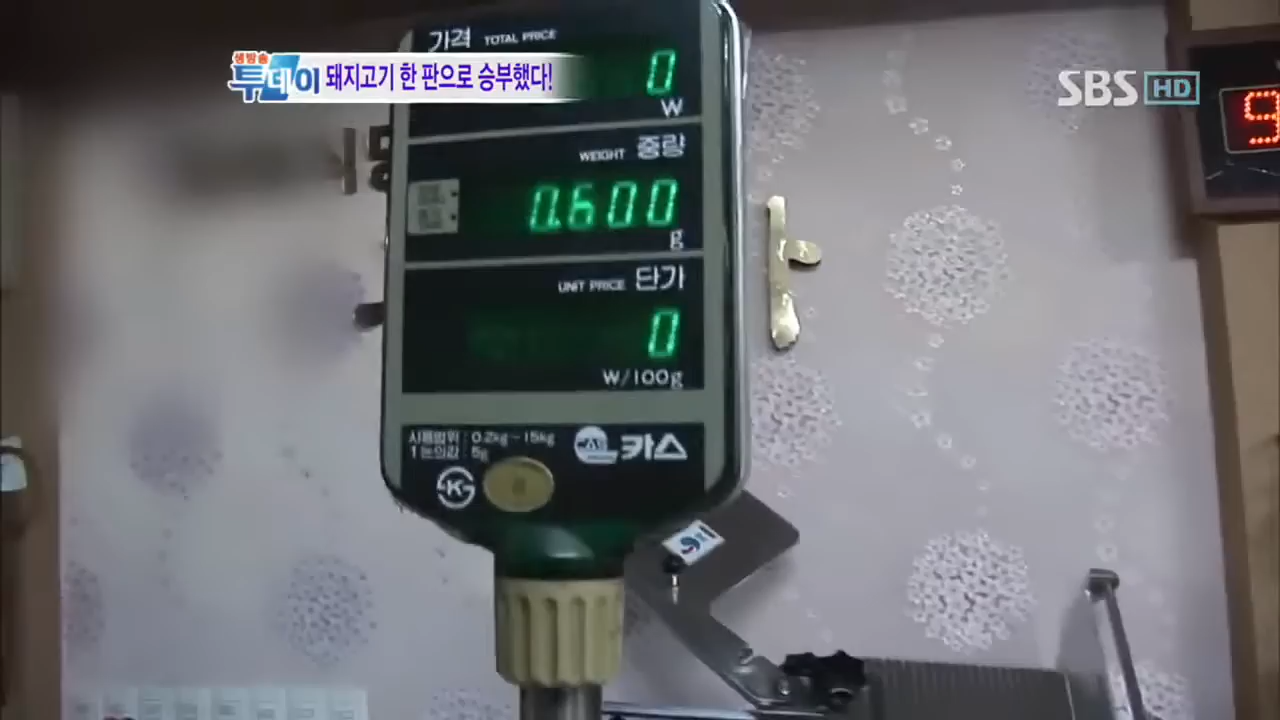 가격 TOTAL PRICE
생방송
투데이 돼지고기 한 판으로 승부했다!
0
W
SBS HD
9
WEIGHT 중량
0.600
g
UNIT PRICE 단가
0
W/100g
사용범위 : 0.2kg~15kg
1눈의값 : 5g
CAS 카스
K